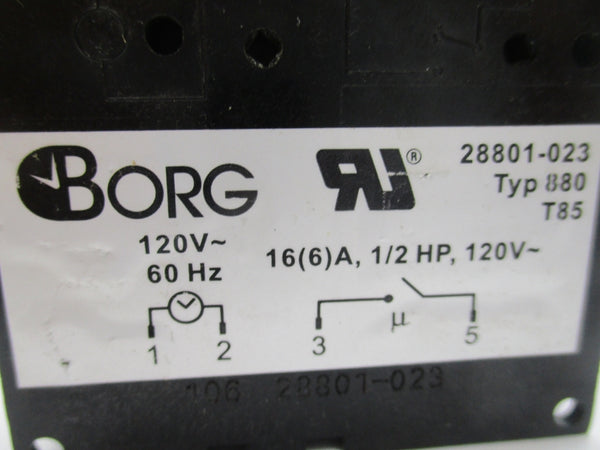 BORG
120V~
60 Hz
1 2
RU®
28801-023
Typ 880
T85
16(6)A, 1/2 HP, 120V~
3 µ 5
106 28801-023